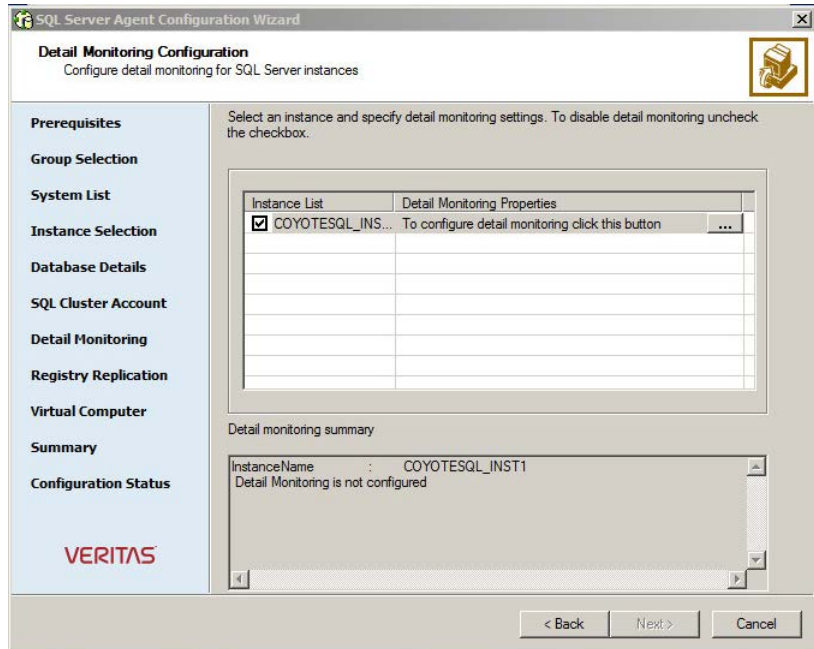 SQL Server Agent Configuration Wizard
Detail Monitoring Configuration
Configure detail monitoring for SQL Server instances
Prerequisites
Group Selection
System List
Instance Selection
Database Details
SQL Cluster Account
Detail Monitoring
Registry Replication
Virtual Computer
Summary
Configuration Status
VERITAS
Select an instance and specify detail monitoring settings. To disable detail monitoring uncheck
the checkbox.
Instance List Detail Monitoring Properties
COYOTESQL_INS... To configure detail monitoring click this button ...
Detail monitoring summary
InstanceName : COYOTESQL_INST1
Detail Monitoring is not configured
< Back Next > Cancel